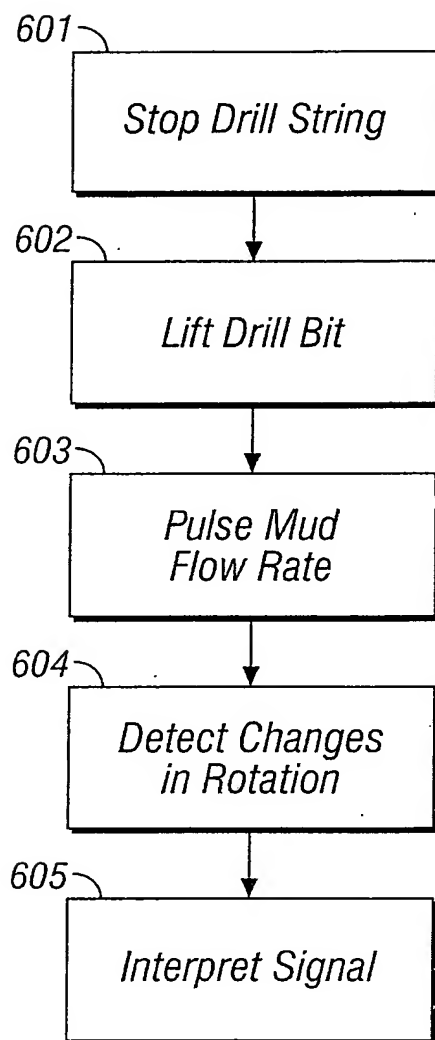 601
Stop Drill String
602
Lift Drill Bit
603
Pulse Mud
Flow Rate
604
Detect Changes
in Rotation
605
Interpret Signal